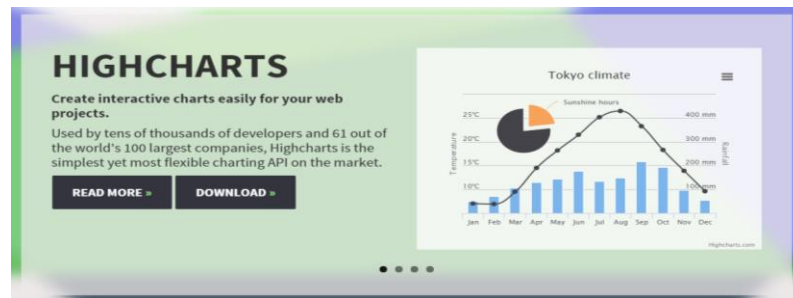 HIGHCHARTS
Create interactive charts easily for your web
projects.
Used by tens of thousands of developers and 61 out of
the world's 100 largest companies, Highcharts is the
simplest yet most flexible charting API on the market.
READ MORE »
DOWNLOAD »
Tokyo climate
Sunshine hours
25°C
20°C
15°C
10°C
Temperature
400 mm
300 mm
200 mm
100 mm
Rainfall
Jan Feb Mar Apr May Jun Jul Aug Sep Oct Nov Dec
Highcharts.com